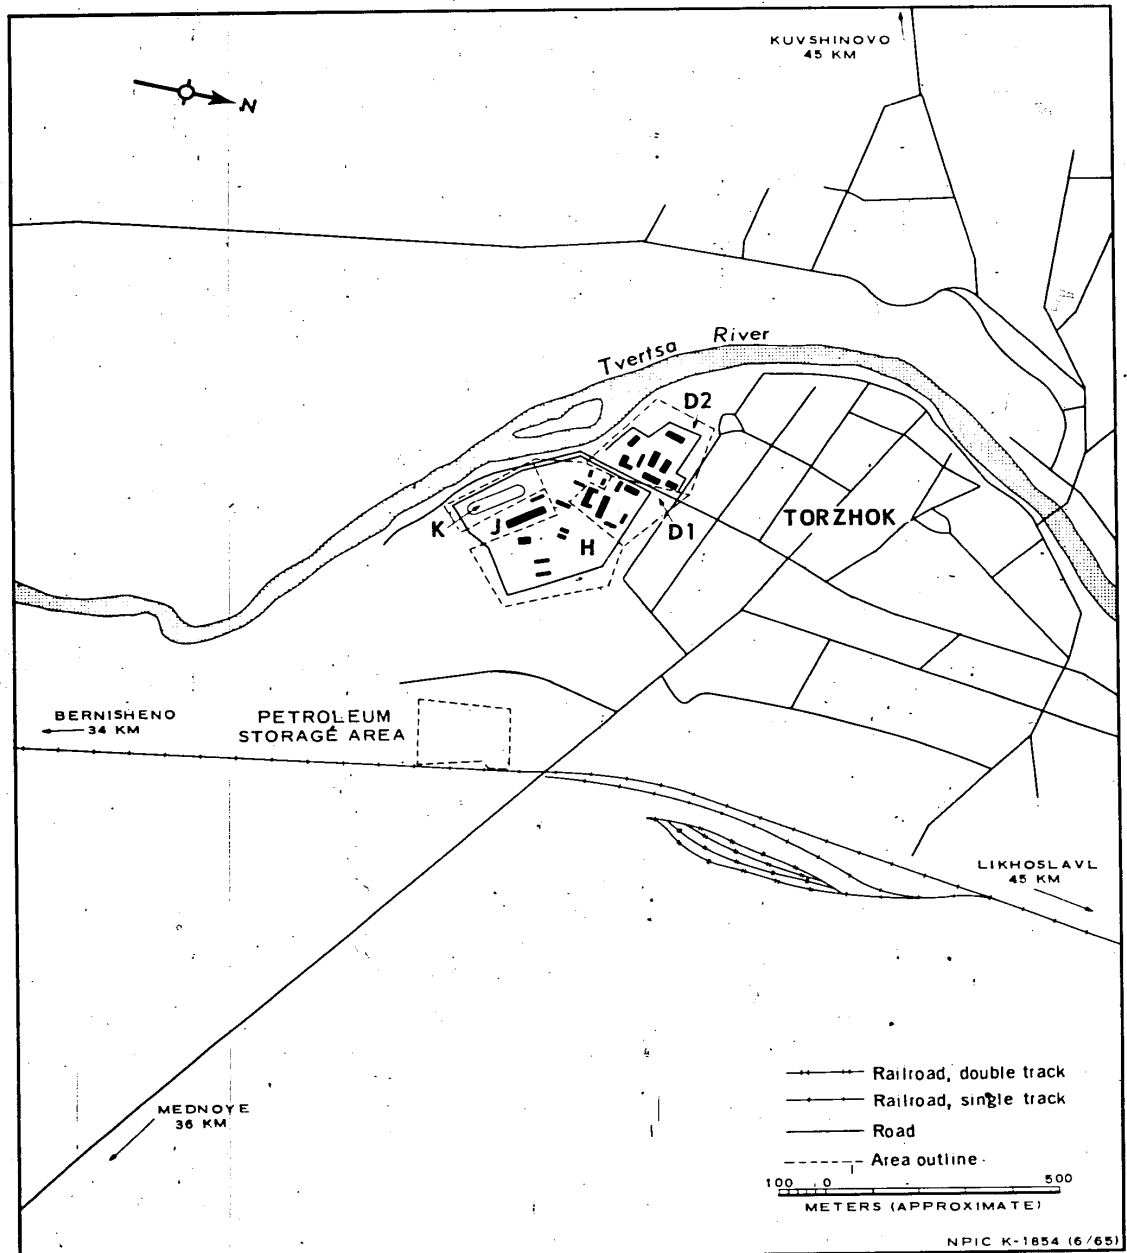 KUVSHINOVO
45 KM
N
Tvertsa River
D2
K
J
H
D1
TORZHOK
BERNISHENO
34 KM
PETROLEUM
STORAGE AREA
LIKHOSLAVL
45 KM
MEDNOYE
36 KM
Railroad, double track
Railroad, single track
Road
Area outline
100 0 500
METERS (APPROXIMATE)
NPIC K-1854 (6/65)